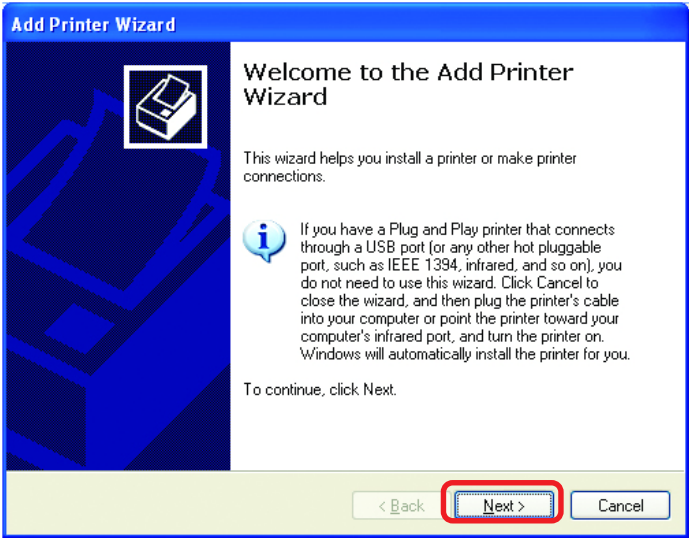 Add Printer Wizard
Welcome to the Add Printer
Wizard
This wizard helps you install a printer or make printer
connections.
If you have a Plug and Play printer that connects
through a USB port (or any other hot pluggable
port, such as IEEE 1394, infrared, and so on), you
do not need to use this wizard. Click Cancel to
close the wizard, and then plug the printer's cable
into your computer or point the printer toward your
computer's infrared port, and turn the printer on.
Windows will automatically install the printer for you.
To continue, click Next.
< Back Next > Cancel